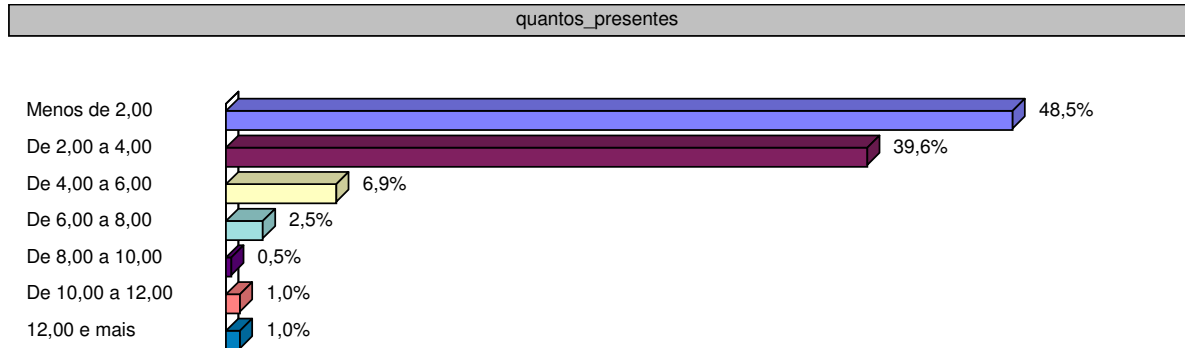 quantos_presentes
Menos de 2,00 48,5%
De 2,00 a 4,00 39,6%
De 4,00 a 6,00 6,9%
De 6,00 a 8,00 2,5%
De 8,00 a 10,00 0,5%
De 10,00 a 12,00 1,0%
12,00 e mais 1,0%